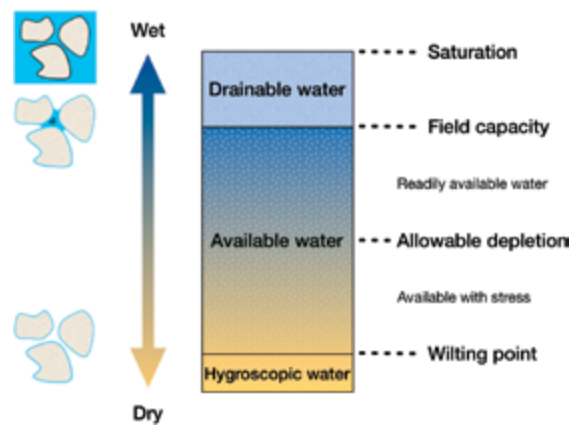 Wet
Saturation
Drainable water
Field capacity
Readily available water
Available water
Allowable depletion
Available with stress
Wilting point
Hygroscopic water
Dry